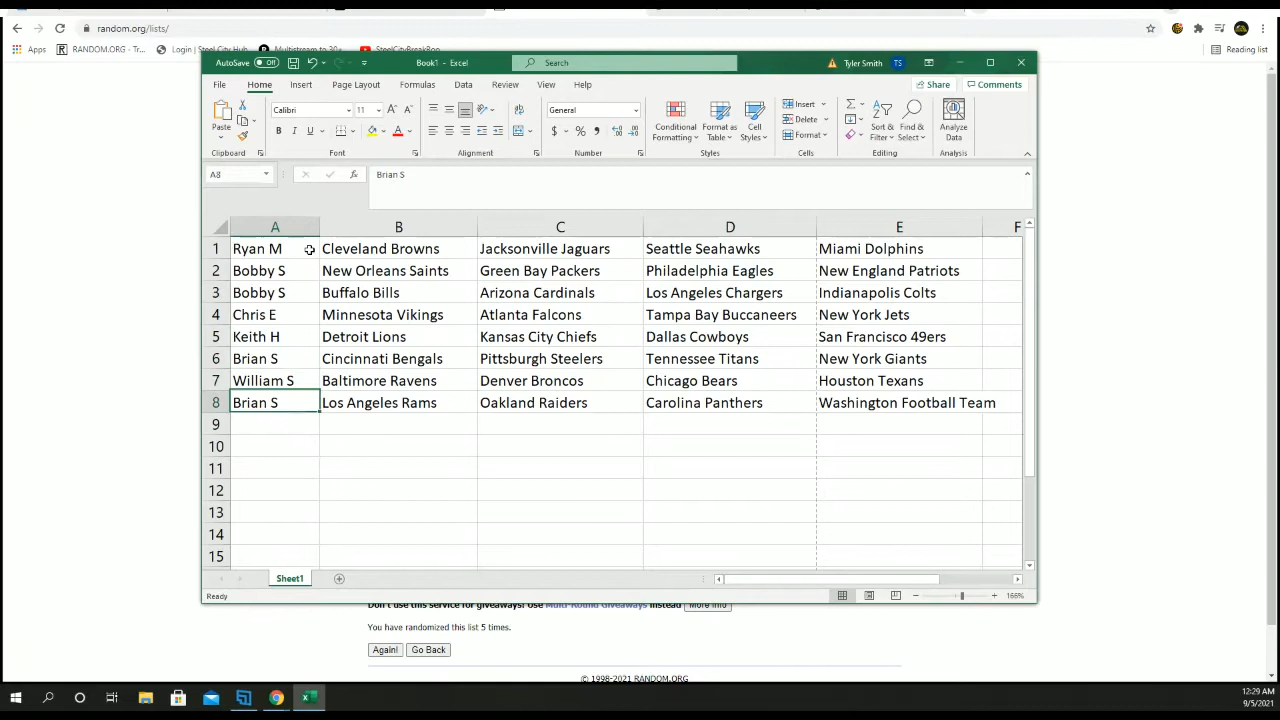 random.org/lists/
Apps RANDOM.ORG - Tr... Login | Steel City Hub Multistream to 30+ SteelCityBreakBoo Reading list
AutoSave Off Book1 - Excel Search Tyler Smith TS
File Home Insert Page Layout Formulas Data Review View Help Share Comments
Calibri 11 General Insert
Paste Conditional Formatting Format as Table Cell Styles Delete Sort & Filter Find & Select Analyze Data
Format
Clipboard Font Alignment Number Styles Cells Editing Analysis
A8 fx Brian S
A B C D E F
1 Ryan M Cleveland Browns Jacksonville Jaguars Seattle Seahawks Miami Dolphins
2 Bobby S New Orleans Saints Green Bay Packers Philadelphia Eagles New England Patriots
3 Bobby S Buffalo Bills Arizona Cardinals Los Angeles Chargers Indianapolis Colts
4 Chris E Minnesota Vikings Atlanta Falcons Tampa Bay Buccaneers New York Jets
5 Keith H Detroit Lions Kansas City Chiefs Dallas Cowboys San Francisco 49ers
6 Brian S Cincinnati Bengals Pittsburgh Steelers Tennessee Titans New York Giants
7 William S Baltimore Ravens Denver Broncos Chicago Bears Houston Texans
8 Brian S Los Angeles Rams Oakland Raiders Carolina Panthers Washington Football Team
9
10
11
12
13
14
15
Sheet1
Ready 166%
Don't use this service for giveaways! Use Multi-Round Giveaways instead More Info
You have randomized this list 5 times.
Again! Go Back
© 1998-2021 RANDOM.ORG
12:29 AM
9/5/2021